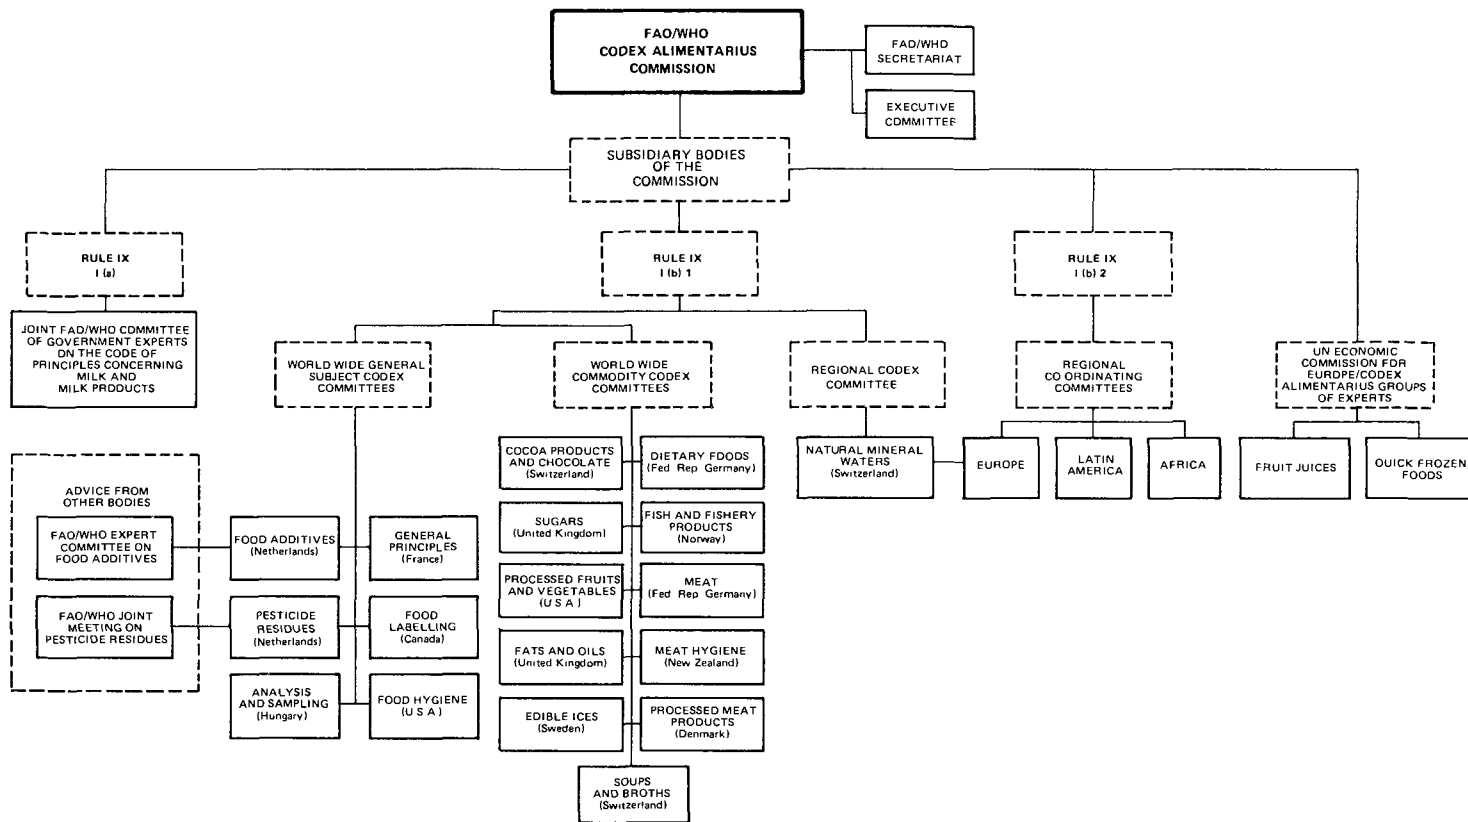 FAO/WHO
CODEX ALIMENTARIUS
COMMISSION
FAO/WHO
SECRETARIAT
EXECUTIVE
COMMITTEE
SUBSIDIARY BODIES
OF THE
COMMISSION
RULE IX
I (a)
RULE IX
I (b) 1
RULE IX
I (b) 2
JOINT FAO/WHO COMMITTEE
OF GOVERNMENT EXPERTS
ON THE CODE OF
PRINCIPLES CONCERNING
MILK AND
MILK PRODUCTS
WORLD WIDE GENERAL
SUBJECT CODEX
COMMITTEES
WORLD WIDE
COMMODITY CODEX
COMMITTEES
REGIONAL CODEX
COMMITTEE
REGIONAL
CO ORDINATING
COMMITTEES
UN ECONOMIC
COMMISSION FOR
EUROPE/CODEX
ALIMENTARIUS GROUPS
OF EXPERTS
ADVICE FROM
OTHER BODIES
FAO/WHO EXPERT
COMMITTEE ON
FOOD ADDITIVES
FAO/WHO JOINT
MEETING ON
PESTICIDE RESIDUES
FOOD ADDITIVES
(Netherlands)
GENERAL
PRINCIPLES
(France)
PESTICIDE
RESIDUES
(Netherlands)
FOOD
LABELLING
(Canada)
ANALYSIS
AND SAMPLING
(Hungary)
FOOD HYGIENE
(U S A)
COCOA PRODUCTS
AND CHOCOLATE
(Switzerland)
DIETARY FOODS
(Fed Rep Germany)
SUGARS
(United Kingdom)
FISH AND FISHERY
PRODUCTS
(Norway)
PROCESSED FRUITS
AND VEGETABLES
(U S A)
MEAT
(Fed Rep Germany)
FATS AND OILS
(United Kingdom)
MEAT HYGIENE
(New Zealand)
EDIBLE ICES
(Sweden)
PROCESSED MEAT
PRODUCTS
(Denmark)
SOUPS
AND BROTHS
(Switzerland)
NATURAL MINERAL
WATERS
(Switzerland)
EUROPE
LATIN
AMERICA
AFRICA
FRUIT JUICES
QUICK FROZEN
FOODS